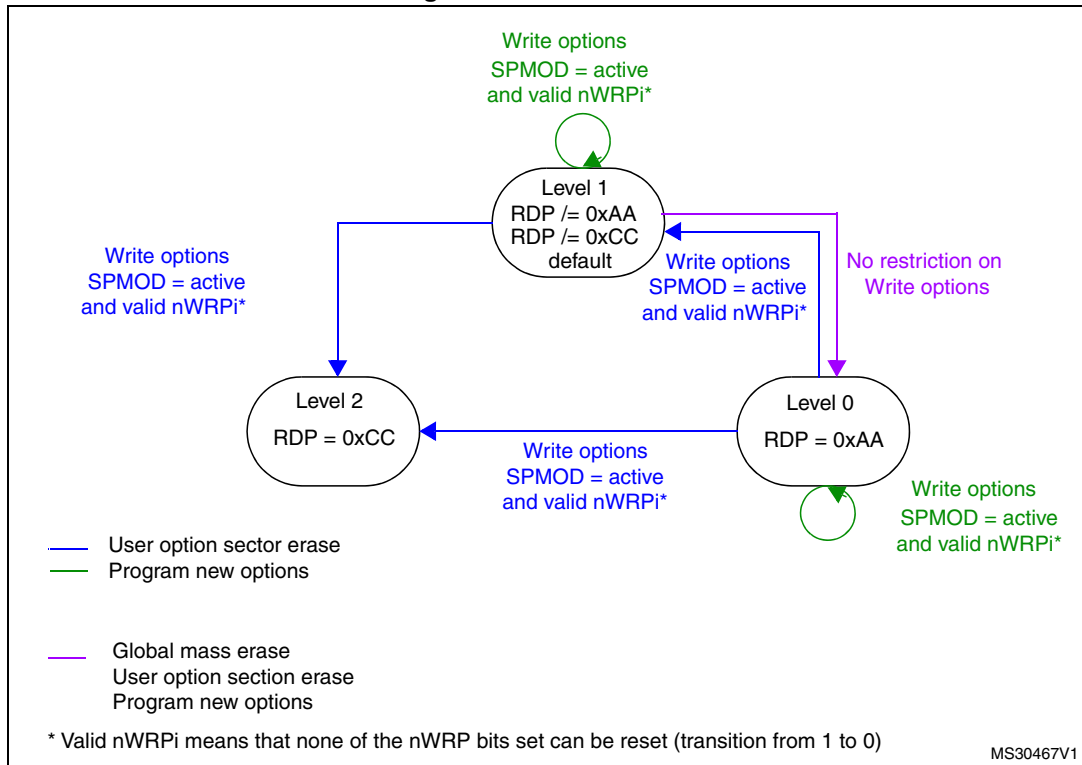 Write options
SPMOD = active
and valid nWRPi*
Level 1
RDP /= 0xAA
RDP /= 0xCC
default
Write options
SPMOD = active
and valid nWRPi*
Write options
SPMOD = active
and valid nWRPi*
No restriction on
Write options
Level 2
RDP = 0xCC
Level 0
RDP = 0xAA
Write options
SPMOD = active
and valid nWRPi*
Write options
SPMOD = active
and valid nWRPi*
User option sector erase
Program new options
Global mass erase
User option section erase
Program new options
* Valid nWRPi means that none of the nWRP bits set can be reset (transition from 1 to 0)
MS30467V1